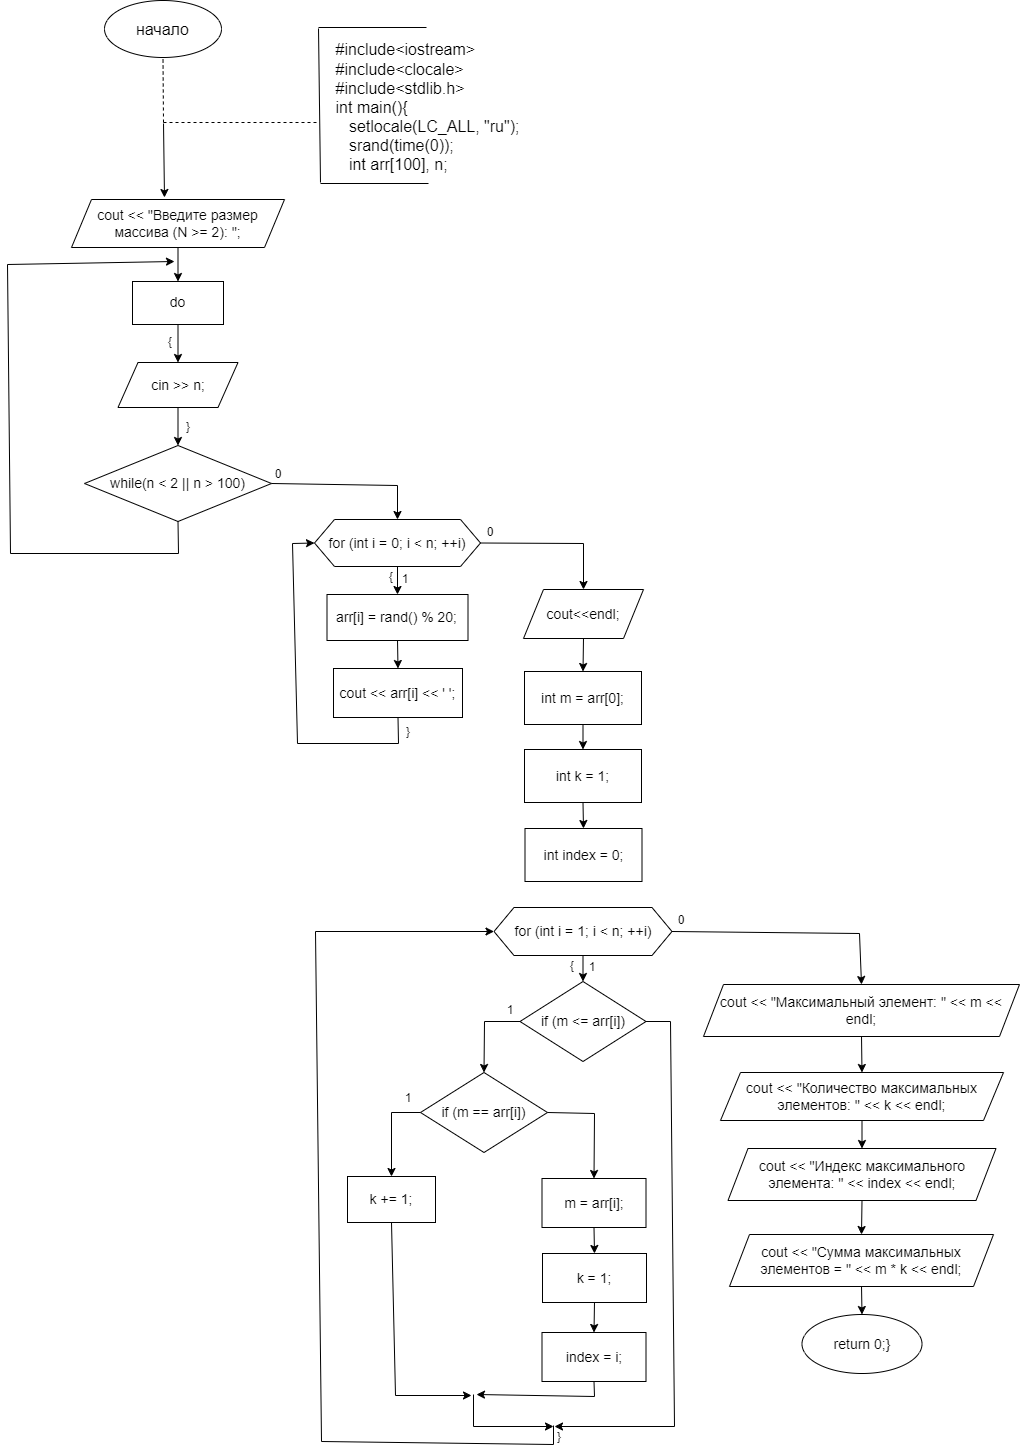 начало
#include<iostream>
#include<clocale>
#include<stdlib.h>
int main(){
setlocale(LC_ALL, "ru");
srand(time(0));
int arr[100], n;
cout << "Введите размер
массива (N >= 2): ";
do
{
cin >> n;
}
while(n < 2 || n > 100)
0
for (int i = 0; i < n; ++i)
0
{ 1
arr[i] = rand() % 20;
cout << arr[i] << ' ';
}
cout<<endl;
int m = arr[0];
int k = 1;
int index = 0;
for (int i = 1; i < n; ++i)
0
{ 1
if (m <= arr[i])
1
if (m == arr[i])
1
k += 1;
m = arr[i];
k = 1;
index = i;
}
cout << "Максимальный элемент: " << m <<
endl;
cout << "Количество максимальных
элементов: " << k << endl;
cout << "Индекс максимального
элемента: " << index << endl;
cout << "Сумма максимальных
элементов = " << m * k << endl;
return 0;}